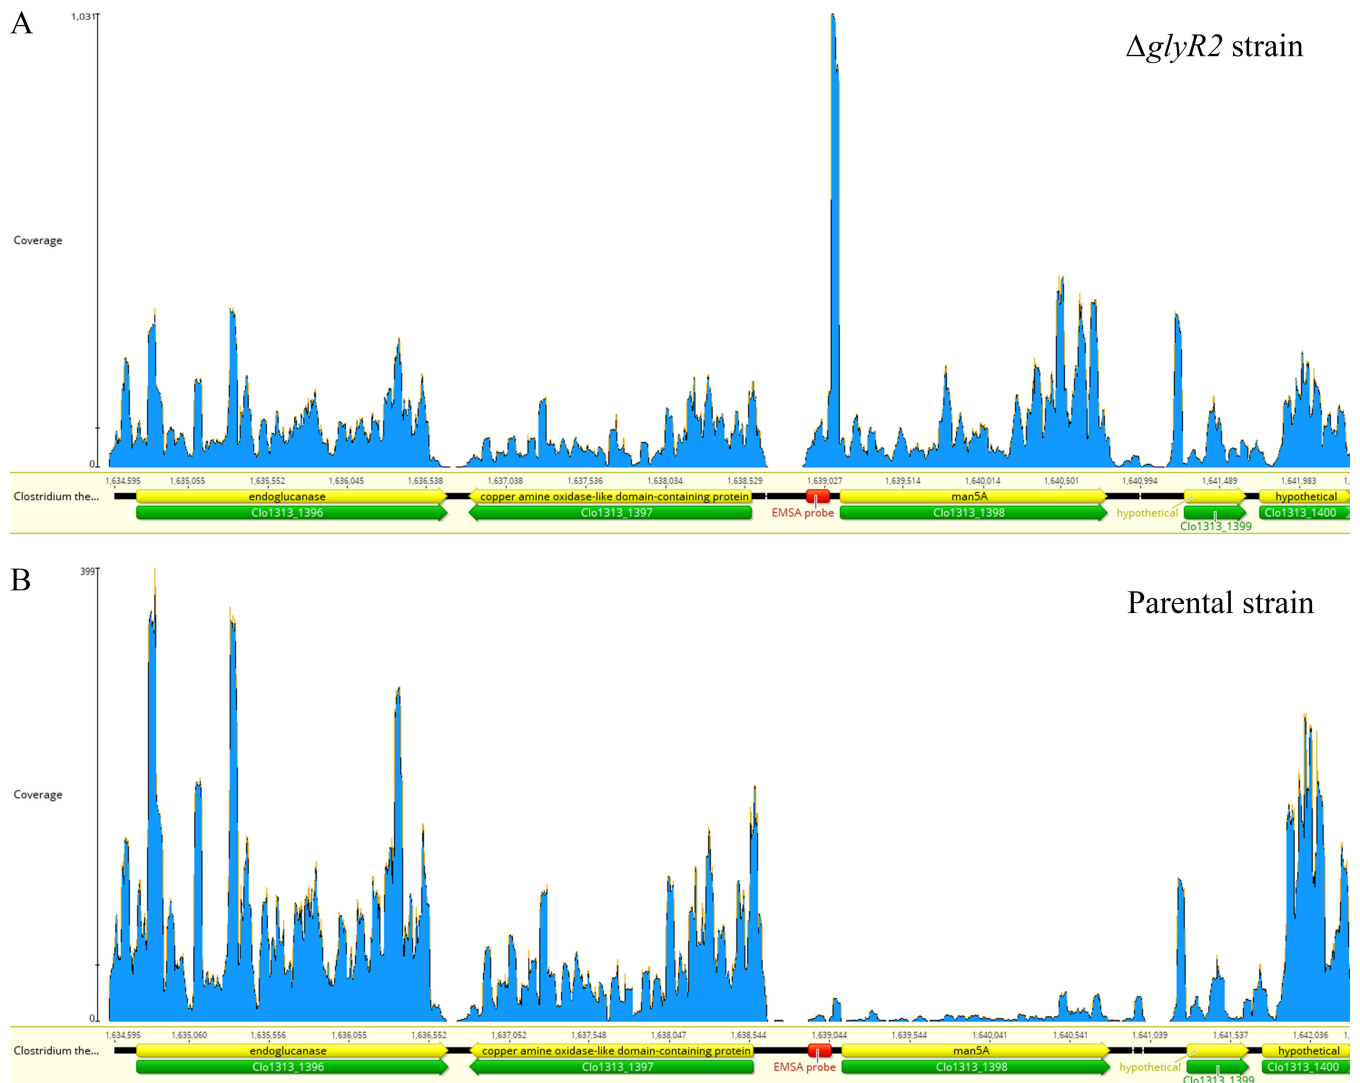 A
1,031
ΔglyR2 strain
Coverage
0
1,634,595 1,635,055 1,635,552 1,636,045 1,636,538 1,637,038 1,637,536 1,638,034 1,638,529 1,639,027 1,639,514 1,640,014 1,640,501 1,640,994 1,641,489 1,641,983 1,
Clostridium the... endoglucanase copper amine oxidase-like domain-containing protein man5A hypothetical
Clo1313_1396 Clo1313_1397 EMSA probe Clo1313_1398 hypothetical Clo1313_1400
Clo1313_1399
B
399
Parental strain
Coverage
0
1,634,595 1,635,060 1,635,556 1,636,055 1,636,552 1,637,052 1,637,548 1,638,047 1,638,544 1,639,044 1,639,544 1,640,041 1,640,541 1,641,039 1,641,537 1,642,036 1,
Clostridium the... endoglucanase copper amine oxidase-like domain-containing protein man5A hypothetical
Clo1313_1396 Clo1313_1397 EMSA probe Clo1313_1398 hypothetical Clo1313_1400
Clo1313_1399